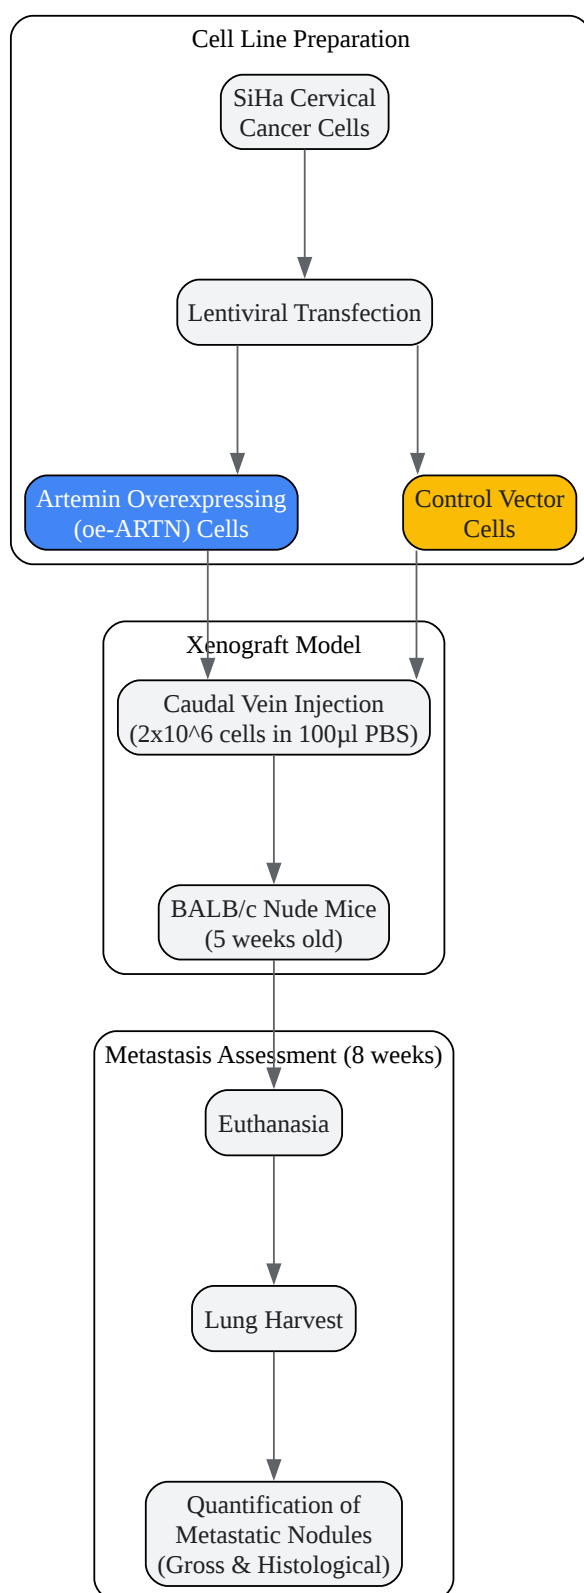 Cell Line Preparation
SiHa Cervical
Cancer Cells
Lentiviral Transfection
Artemin Overexpressing
(oe-ARTN) Cells
Control Vector
Cells
Xenograft Model
Caudal Vein Injection
(2x10^6 cells in 100µl PBS)
BALB/c Nude Mice
(5 weeks old)
Metastasis Assessment (8 weeks)
Euthanasia
Lung Harvest
Quantification of
Metastatic Nodules
(Gross & Histological)